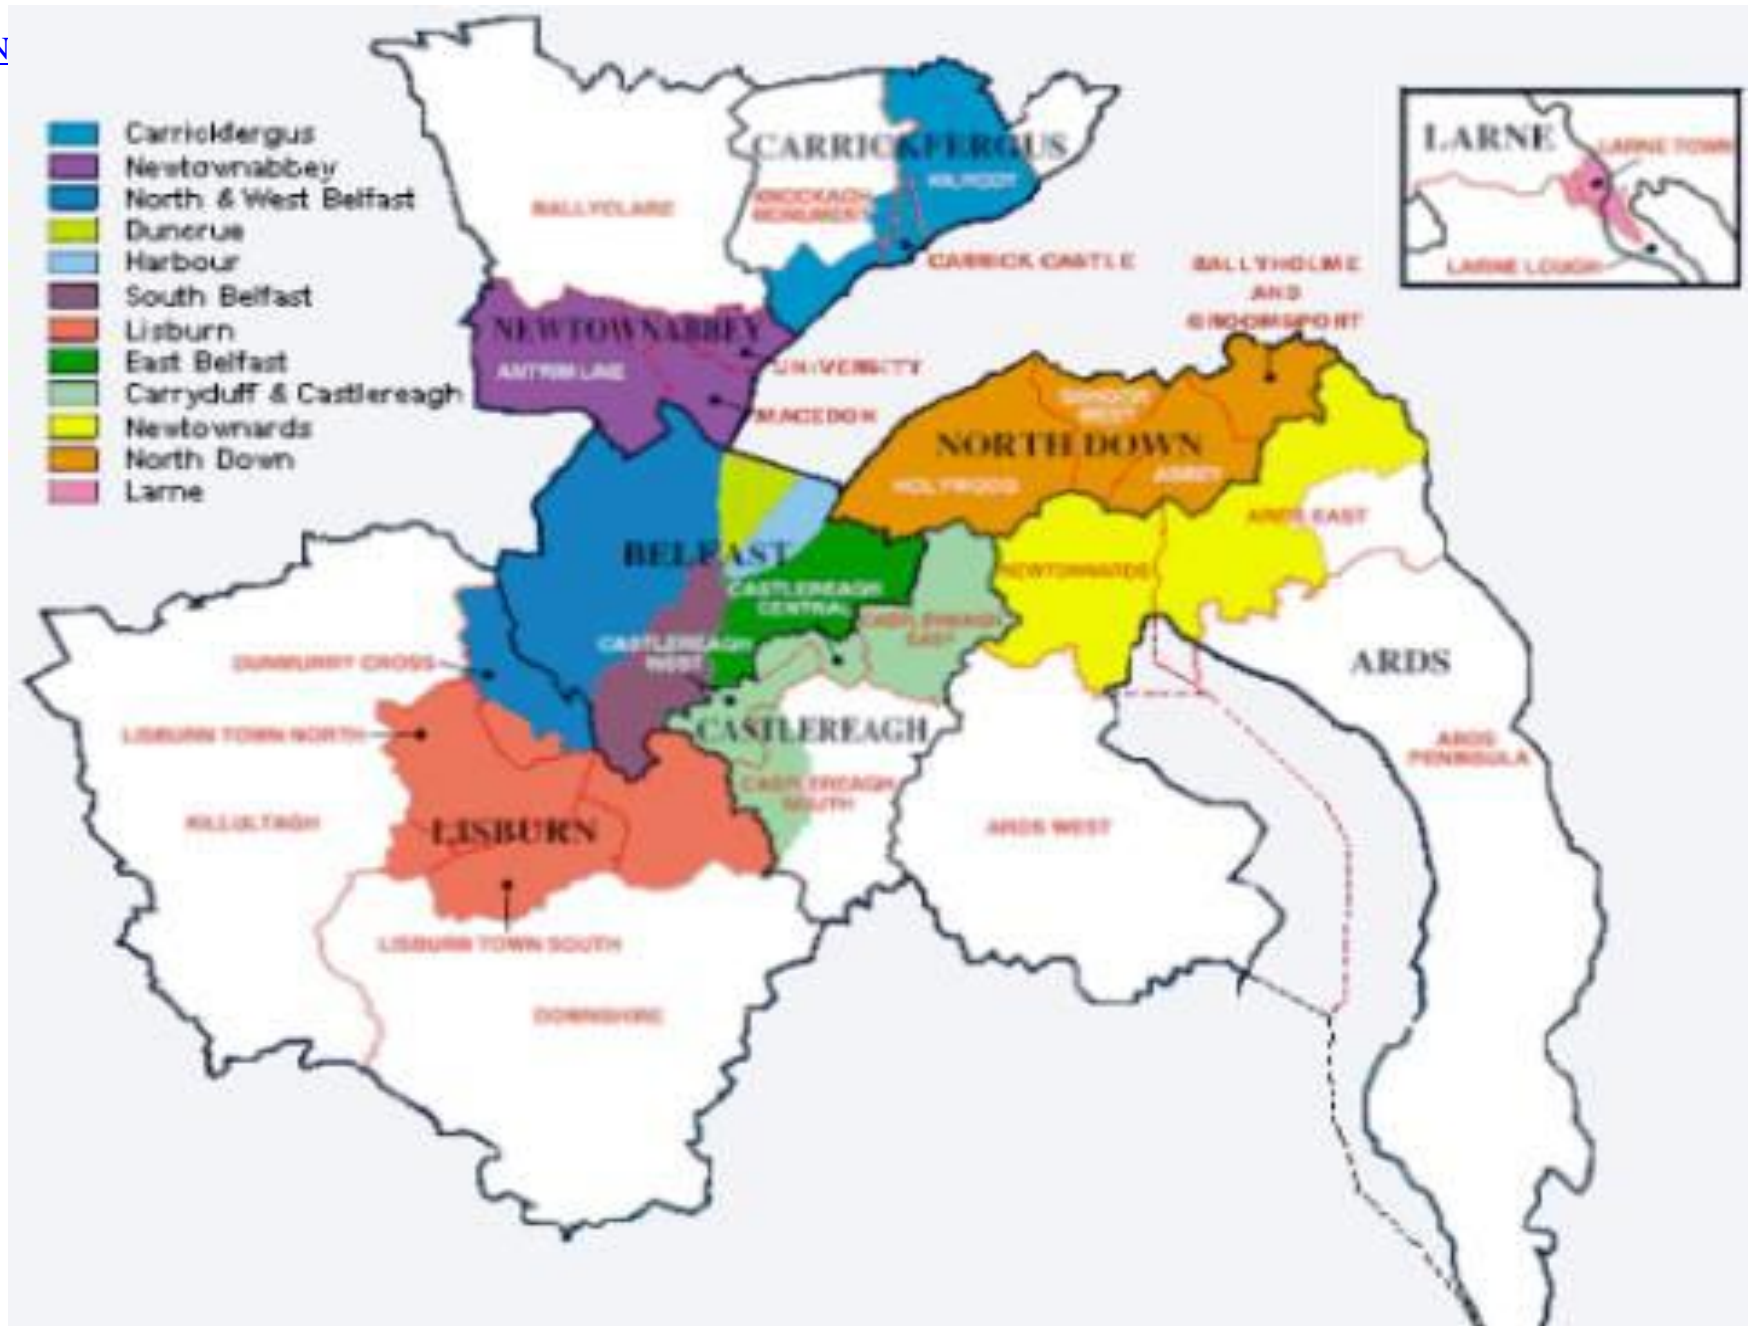 N
Carrickfergus
Newtownabbey
North & West Belfast
Duncrue
Harbour
South Belfast
Lisburn
East Belfast
Carryduff & Castlereagh
Newtownards
North Down
Larne
CARRICKFERGUS
BALLYCLARE
KNOCKAGH
MONUMENT
KILROOT
CARRICK CASTLE
LARNE
LARNE TOWN
LARNE LOUGH
BALLYHOLME
AND
GROOMSPORT
NEWTOWNABBEY
ANTRIM LINE
UNIVERSITY
MACEDON
BANGOR
WEST
NORTH DOWN
HOLYWOOD
ABBEY
ARDS EAST
BELFAST
CASTLEREAGH
CENTRAL
NEWTOWNARDS
CASTLEREAGH
EAST
CASTLEREAGH
WEST
DUNMURRY CROSS
ARDS
LISBURN TOWN NORTH
CASTLEREAGH
ARDS
PENINSULA
CASTLEREAGH
SOUTH
KILLULTAGH
LISBURN
ARDS WEST
LISBURN TOWN SOUTH
DOWNSHIRE